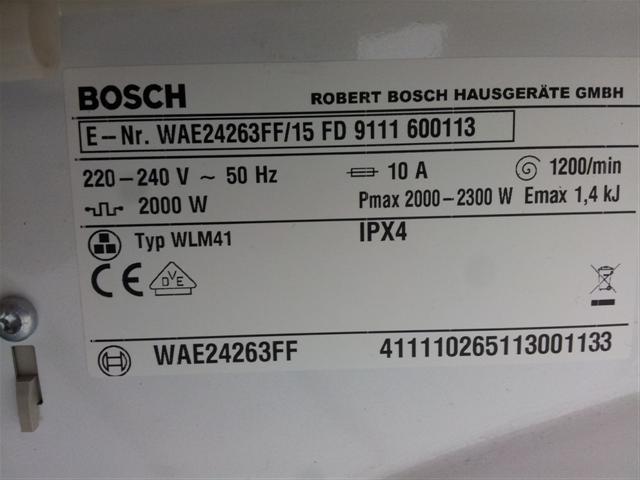 BOSCH ROBERT BOSCH HAUSGERÄTE GMBH
E-Nr. WAE24263FF/15 FD 9111 600113
220-240 V ~ 50 Hz 10 A 1200/min
2000 W Pmax 2000-2300 W Emax 1,4 kJ
Typ WLM41 IPX4
CE DVE
WAE24263FF 411110265113001133